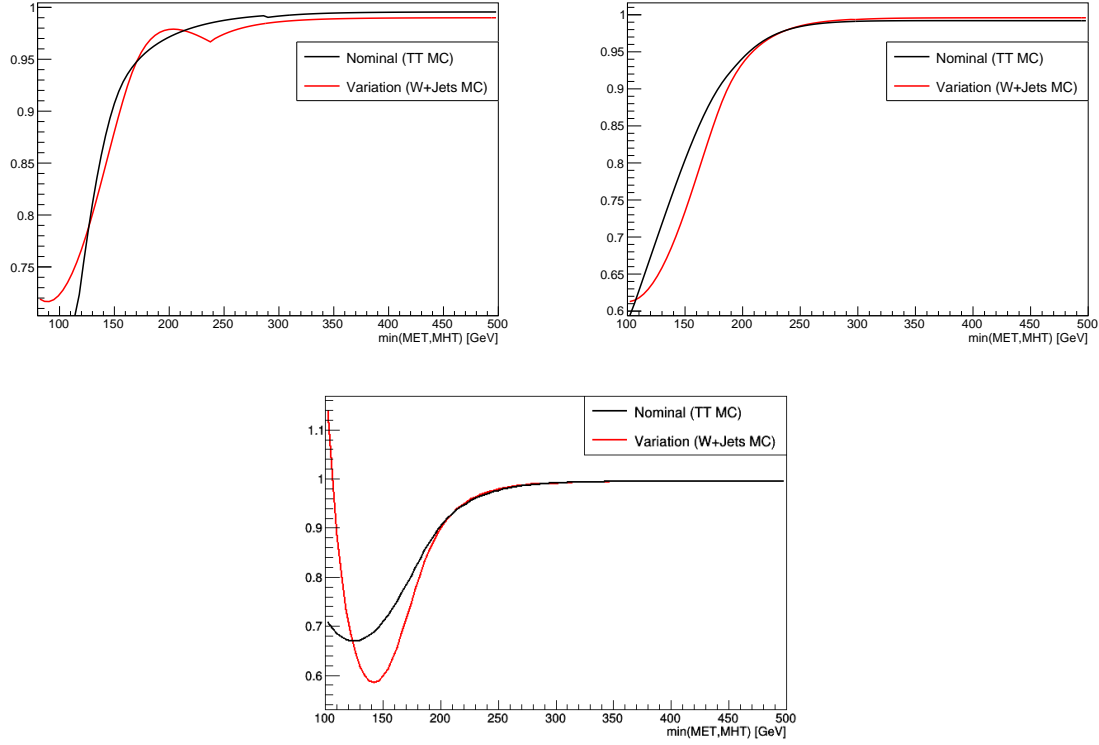 1
0.95
0.9
0.85
0.8
0.75
Nominal (TT MC)
Variation (W+Jets MC)
100 150 200 250 300 350 400 450 500
min(MET,MHT) [GeV]
1
0.95
0.9
0.85
0.8
0.75
0.7
0.65
0.6
Nominal (TT MC)
Variation (W+Jets MC)
100 150 200 250 300 350 400 450 500
min(MET,MHT) [GeV]
1.1
1
0.9
0.8
0.7
0.6
Nominal (TT MC)
Variation (W+Jets MC)
100 150 200 250 300 350 400 450 500
min(MET,MHT) [GeV]